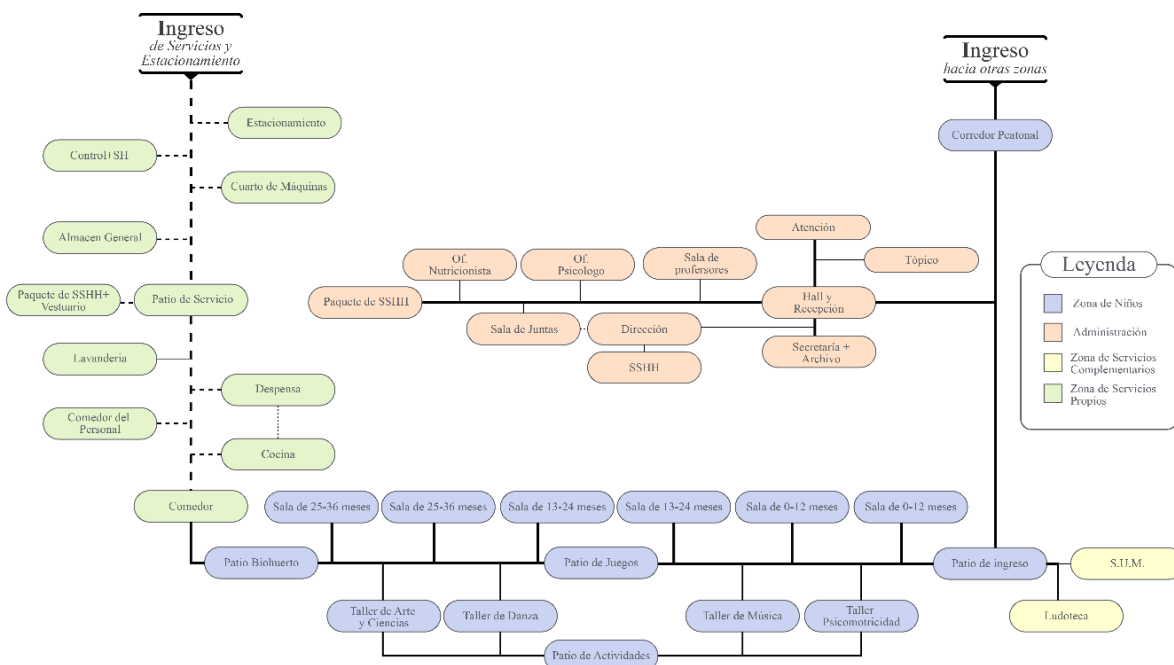 Ingreso
de Servicios y
Estacionamiento
Ingreso
hacia otras zonas
Estacionamiento
Corredor Peatonal
Control+SH
Cuarto de Máquinas
Almacen General
Atención
Of.
Nutricionista
Of.
Psicologo
Sala de
profersores
Tópico
Leyenda
Zona de Niños
Administración
Zona de Servicios
Complementarios
Zona de Servicios
Propios
Paquete de SSHH+
Vestuario
Patio de Servicio
Paquete de SSHH
Hall y
Recepción
Sala de Juntas
Dirección
Secretaría +
Archivo
SSHH
Lavanderia
Despensa
Comedor del
Personal
Cocina
Comedor
Sala de 25-36 meses
Sala de 25-36 meses
Sala de 13-24 meses
Sala de 13-24 meses
Sala de 0-12 meses
Sala de 0-12 meses
Patio Biohuerto
Patio de Juegos
Patio de ingreso
S.U.M.
Taller de Arte
y Ciencias
Taller de Danza
Taller de Música
Taller
Psicomotricidad
Ludoteca
Patio de Actividades